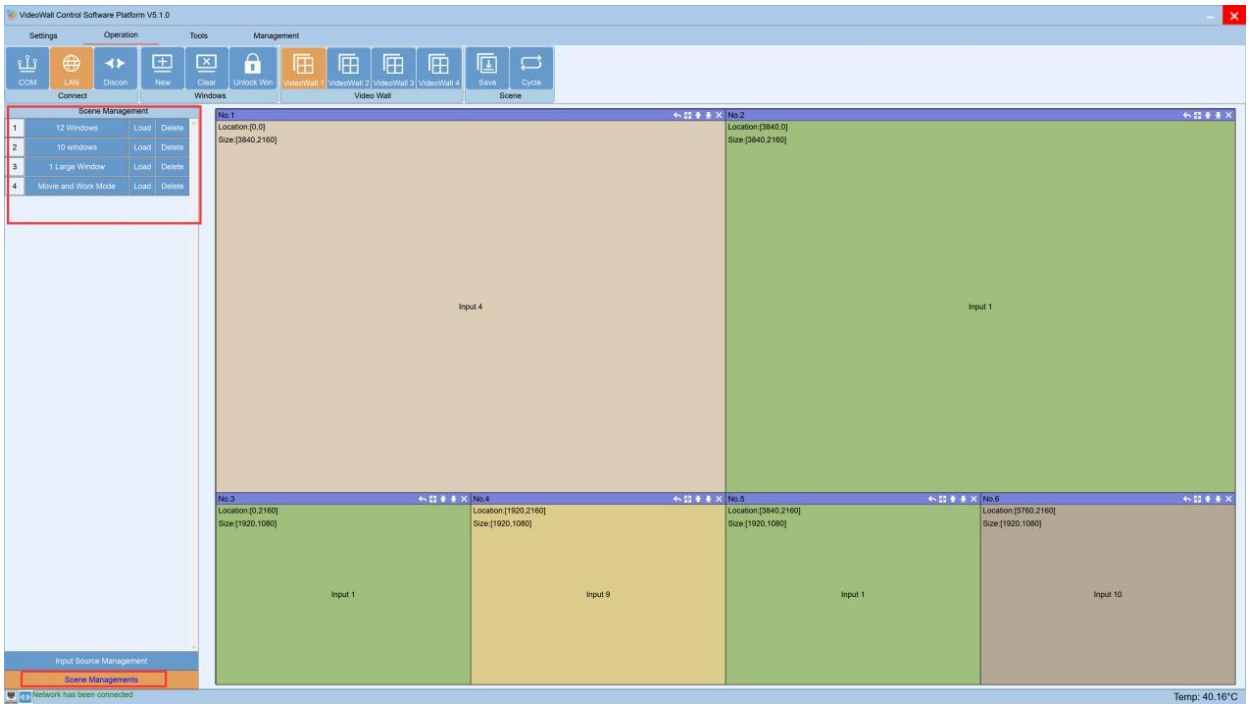 VideoWall Control Software Platform V5.1.0
Settings Operation Tools Management
COM LAN Discon New Clear Unlock Win VideoWall 1 VideoWall 2 VideoWall 3 VideoWall 4 Save Cycle
Connect Windows Video Wall Scene
Scene Management
1 12 Windows Load Delete
2 10 windows Load Delete
3 1 Large Window Load Delete
4 Movie and Work Mode Load Delete
No.1
Location:[0,0]
Size:[3840,2160]
Input 4
No.2
Location:[3840,0]
Size:[3840,2160]
Input 1
No.3
Location:[0,2160]
Size:[1920,1080]
Input 1
No.4
Location:[1920,2160]
Size:[1920,1080]
Input 9
No.5
Location:[3840,2160]
Size:[1920,1080]
Input 1
No.6
Location:[5760,2160]
Size:[1920,1080]
Input 10
Input Source Management
Scene Managements
Network has been connected
Temp: 40.16°C